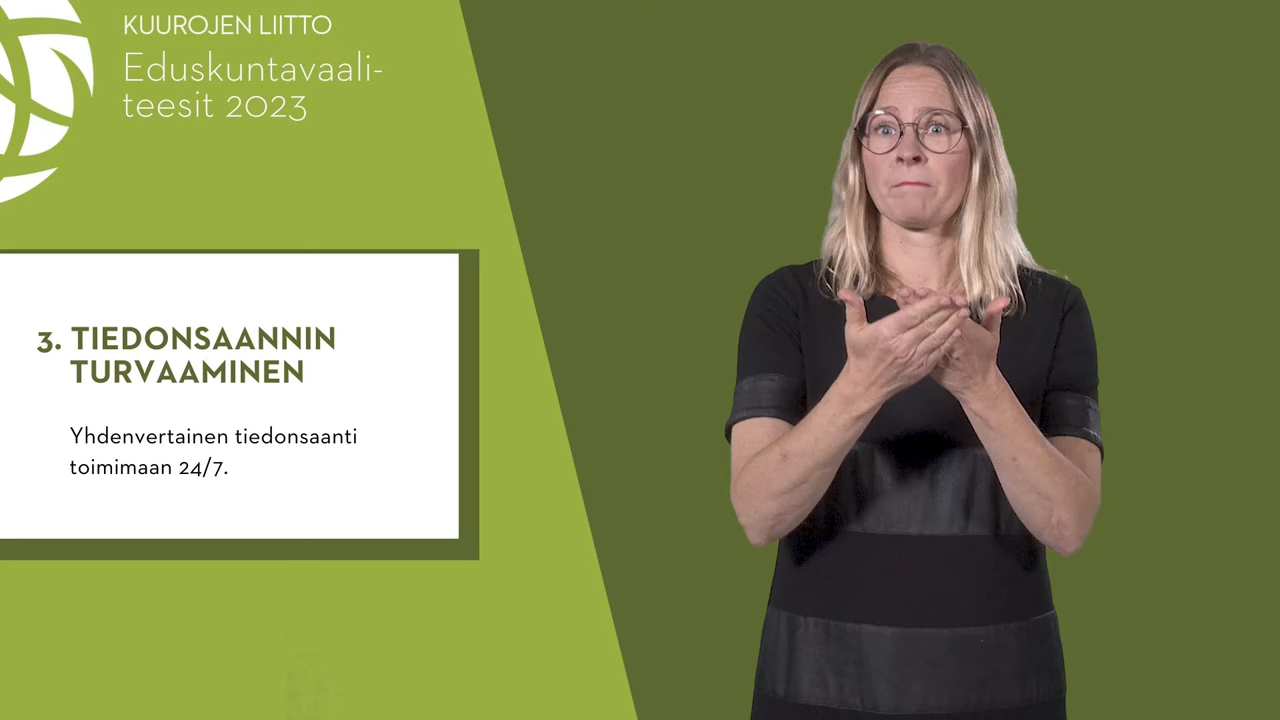 KUUROJEN LIITTO
Eduskuntavaali-
teesit 2023
3. TIEDONSAANNIN
TURVAAMINEN
Yhdenvertainen tiedonsaanti
toimimaan 24/7.